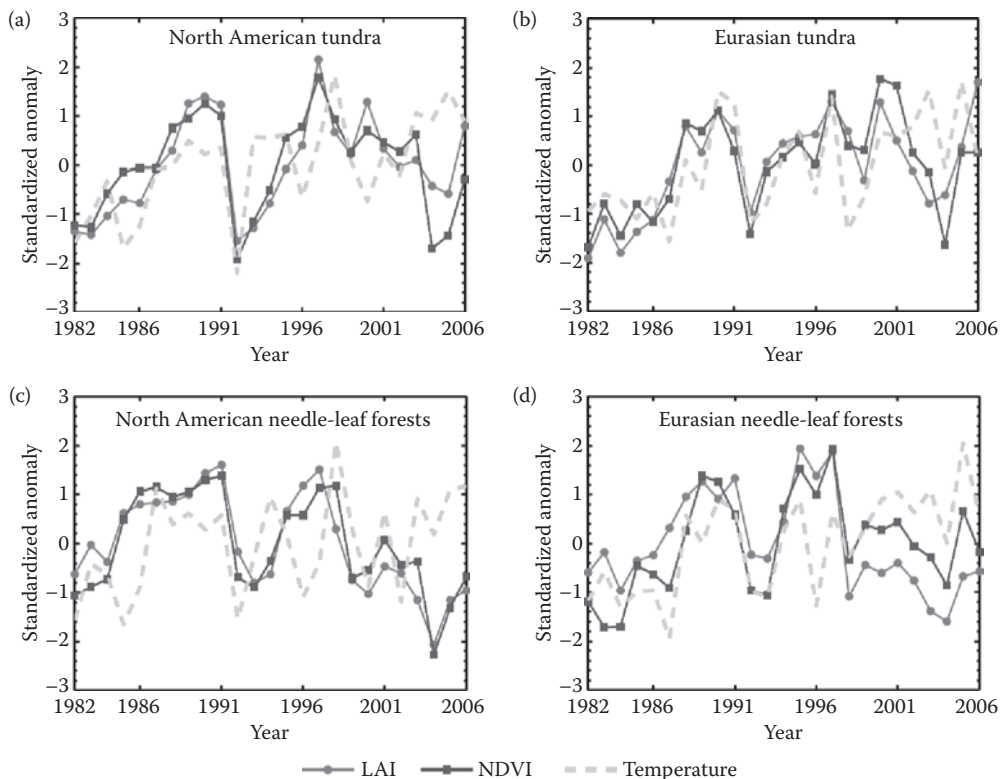 (a)
North American tundra
Standardized anomaly
3
2
1
0
−1
−2
−3
1982 1986 1991 1996 2001 2006
Year
(b)
Eurasian tundra
Standardized anomaly
3
2
1
0
−1
−2
−3
1982 1986 1991 1996 2001 2006
Year
(c)
North American needle-leaf forests
Standardized anomaly
3
2
1
0
−1
−2
−3
1982 1986 1991 1996 2001 2006
Year
(d)
Eurasian needle-leaf forests
Standardized anomaly
3
2
1
0
−1
−2
−3
1982 1986 1991 1996 2001 2006
Year
LAI NDVI Temperature